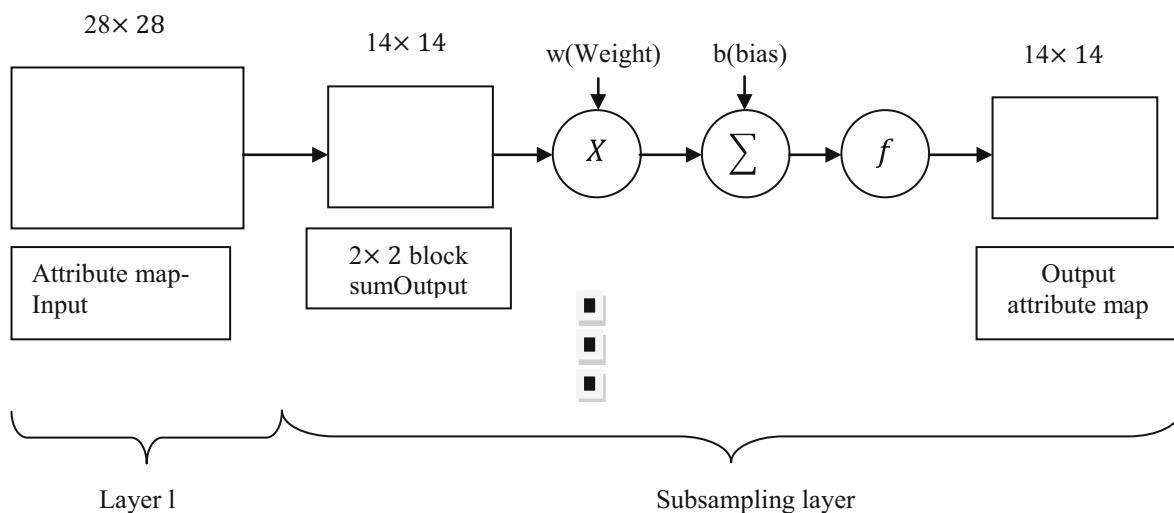 28× 28
14× 14
w(Weight)
b(bias)
14× 14
X
∑
f
Attribute map-
Input
2× 2 block
sumOutput
Output
attribute map
Layer l
Subsampling layer